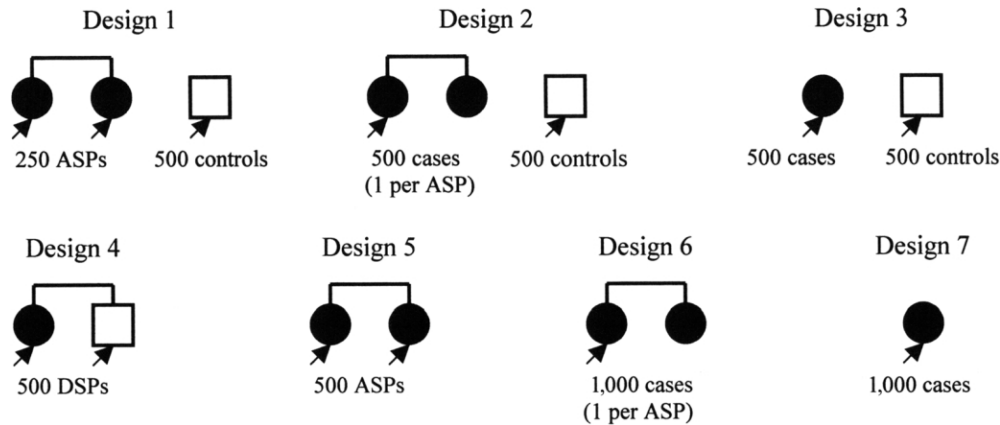 Design 1
Design 2
Design 3
250 ASPs
500 controls
500 cases
(1 per ASP)
500 controls
500 cases
500 controls
Design 4
Design 5
Design 6
Design 7
500 DSPs
500 ASPs
1,000 cases
(1 per ASP)
1,000 cases